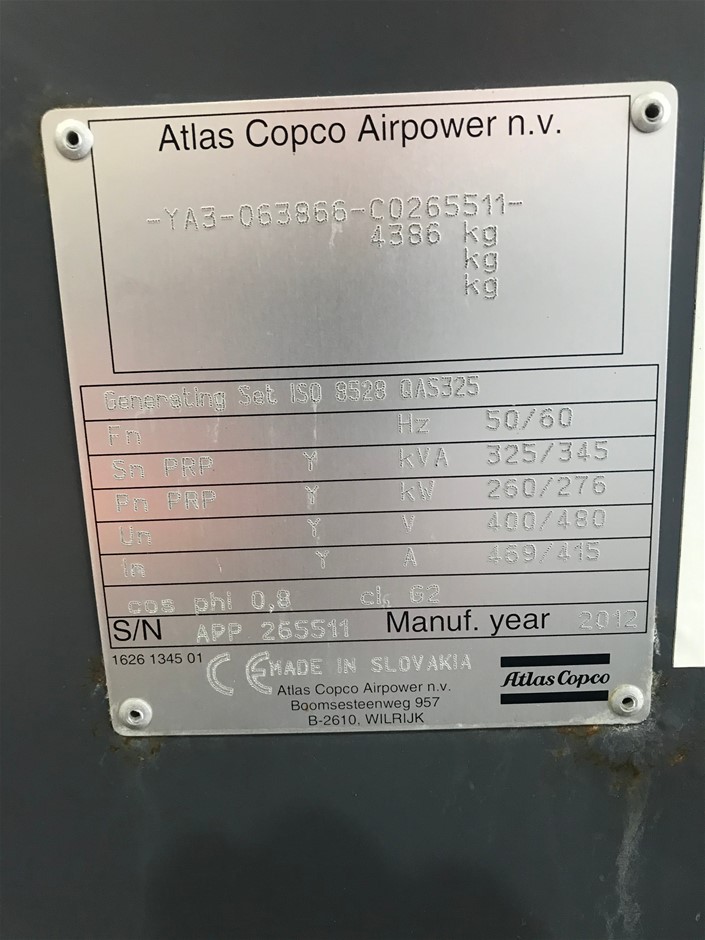 Atlas Copco Airpower n.v.
-YA3-063866-C0265511-
4386 kg
kg
kg
Generating Set ISO 8528 QAS325
Fn Hz 50/60
Sn PRP Y kVA 325/345
Pn PRP Y kW 260/276
Un Y V 400/480
In Y A 469/415
cos phi 0,8 cl. G2
S/N APP 265511 Manuf. year 2012
1626 1345 01 CE MADE IN SLOVAKIA
Atlas Copco
Atlas Copco Airpower n.v.
Boomsesteenweg 957
B-2610, WILRIJK